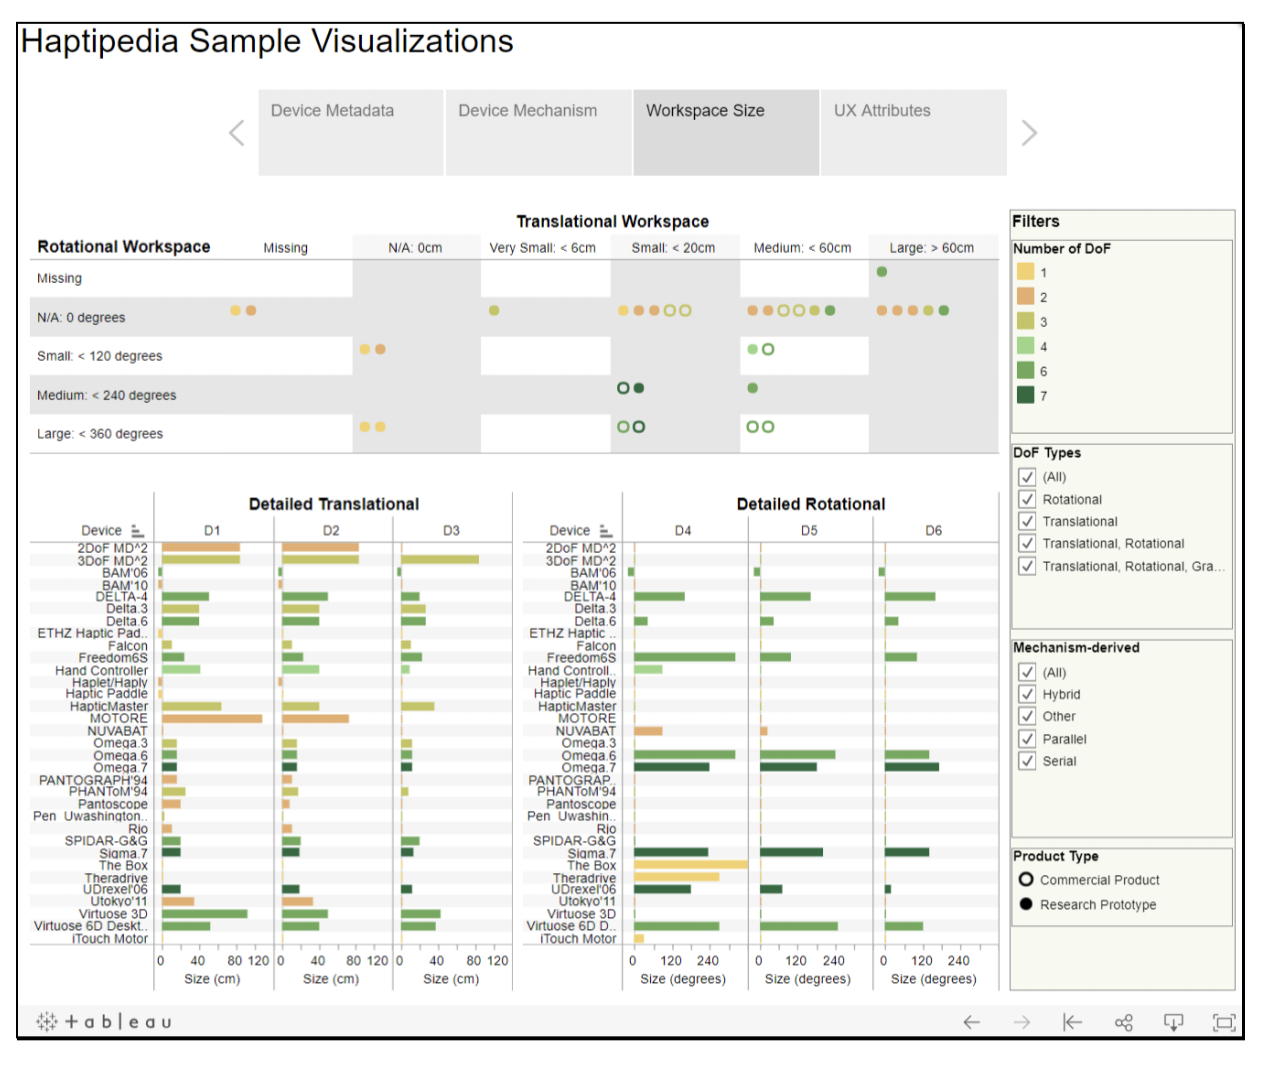 Haptipedia Sample Visualizations
Device Metadata
Device Mechanism
Workspace Size
UX Attributes
Translational Workspace
Rotational Workspace
Missing
N/A: 0cm
Very Small: < 6cm
Small: < 20cm
Medium: < 60cm
Large: > 60cm
Missing
N/A: 0 degrees
Small: < 120 degrees
Medium: < 240 degrees
Large: < 360 degrees
Filters
Number of DoF
1
2
3
4
6
7
DoF Types
(All)
Rotational
Translational
Translational, Rotational
Translational, Rotational, Gra...
Mechanism-derived
(All)
Hybrid
Other
Parallel
Serial
Product Type
Commercial Product
Research Prototype
Detailed Translational
Device
D1
D2
D3
2DoF MD^2
3DoF MD^2
BAM'06
BAM'10
DELTA-4
Delta.3
Delta.6
ETHZ Haptic Pad..
Falcon
Freedom6S
Hand Controller
Haplet/Haply
Haptic Paddle
HapticMaster
MOTORE
NUVABAT
Omega.3
Omega.6
Omega.7
PANTOGRAPH'94
PHANToM'94
Pantoscope
Pen Uwashington..
Rio
SPIDAR-G&G
Sigma.7
The Box
Theradrive
UDrexel'06
Utokyo'11
Virtuose 3D
Virtuose 6D Deskt..
iTouch Motor
0 40 80 120
0 40 80 120
0 40 80 120
Size (cm)
Size (cm)
Size (cm)
Detailed Rotational
Device
D4
D5
D6
2DoF MD^2
3DoF MD^2
BAM'06
BAM'10
DELTA-4
Delta.3
Delta.6
ETHZ Haptic ..
Falcon
Freedom6S
Hand Controll..
Haplet/Haply
Haptic Paddle
HapticMaster
MOTORE
NUVABAT
Omega.3
Omega.6
Omega.7
PANTOGRAP..
PHANToM'94
Pantoscope
Pen Uwashin..
Rio
SPIDAR-G&G
Sigma.7
The Box
Theradrive
UDrexel'06
Utokyo'11
Virtuose 3D
Virtuose 6D D..
iTouch Motor
0 120 240
0 120 240
0 120 240
Size (degrees)
Size (degrees)
Size (degrees)
+ableau